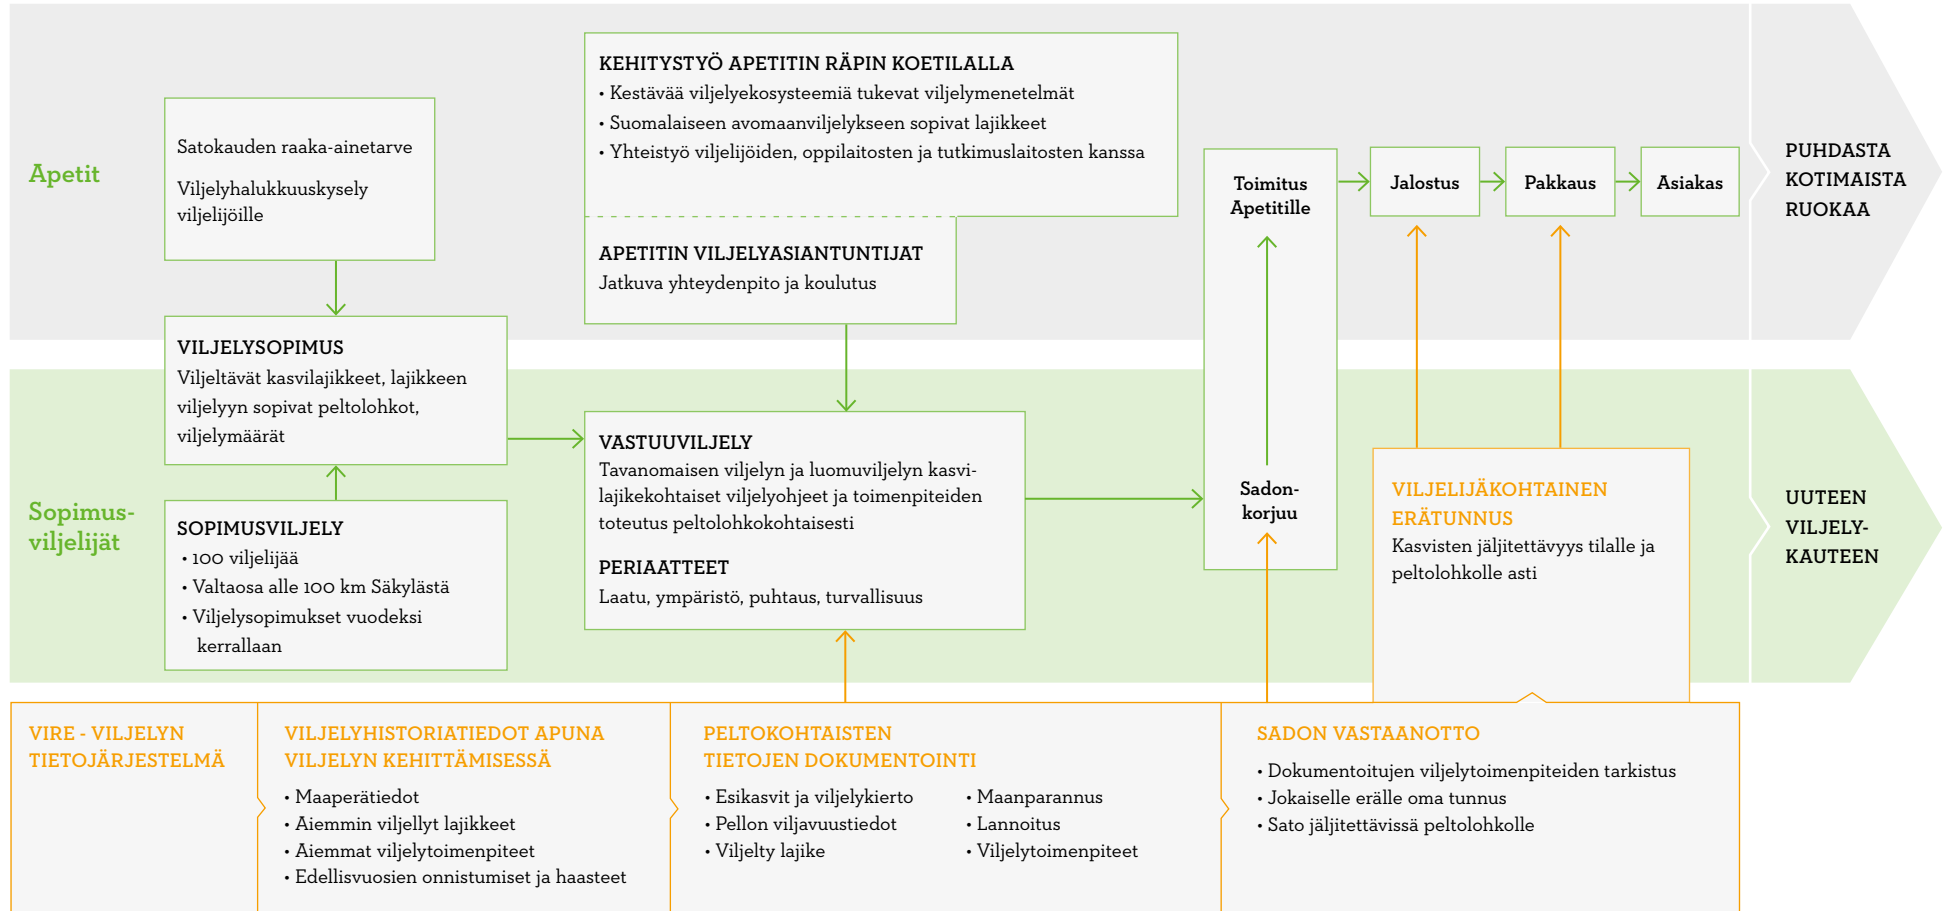 Apetit
Satokauden raaka-ainetarve
Viljelyhalukkuuskysely
viljelijöille
KEHITYSTYÖ APETITIN RÄPIN KOETILALLA
• Kestävää viljelyekosysteemiä tukevat viljelymenetelmät
• Suomalaiseen avomaanviljelykseen sopivat lajikkeet
• Yhteistyö viljelijöiden, oppilaitosten ja tutkimuslaitosten kanssa
APETITIN VILJELYASIANTUNTIJAT
Jatkuva yhteydenpito ja koulutus
Toimitus
Apetitille
Jalostus
Pakkaus
Asiakas
PUHDASTA
KOTIMAISTA
RUOKAA
VILJELYSOPIMUS
Viljeltävät kasvilajikkeet, lajikkeen
viljelyyn sopivat peltolohkot,
viljelymäärät
Sopimus-
viljelijät
SOPIMUSVILJELY
• 100 viljelijää
• Valtaosa alle 100 km Säkylästä
• Viljelysopimukset vuodeksi
kerrallaan
VASTUUVILJELY
Tavanomaisen viljelyn ja luomuviljelyn kasvi-
lajikekohtaiset viljelyohjeet ja toimenpiteiden
toteutus peltolohkokohtaisesti
PERIAATTEET
Laatu, ympäristö, puhtaus, turvallisuus
Sadon-
korjuu
VILJELIJÄKOHTAINEN
ERÄTUNNUS
Kasvisten jäljitettävyys tilalle ja
peltolohkolle asti
UUTEEN
VILJELY-
KAUTEEN
VIRE - VILJELYN
TIETOJÄRJESTELMÄ
VILJELYHISTORIATIEDOT APUNA
VILJELYN KEHITTÄMISESSÄ
• Maaperätiedot
• Aiemmin viljellyt lajikkeet
• Aiemmat viljelytoimenpiteet
• Edellisvuosien onnistumiset ja haasteet
PELTOKOHTAISTEN
TIETOJEN DOKUMENTOINTI
• Esikasvit ja viljelykierto
• Pellon viljavuustiedot
• Viljelty lajike
• Maanparannus
• Lannoitus
• Viljelytoimenpiteet
SADON VASTAANOTTO
• Dokumentoitujen viljelytoimenpiteiden tarkistus
• Jokaiselle erälle oma tunnus
• Sato jäljitettävissä peltolohkolle